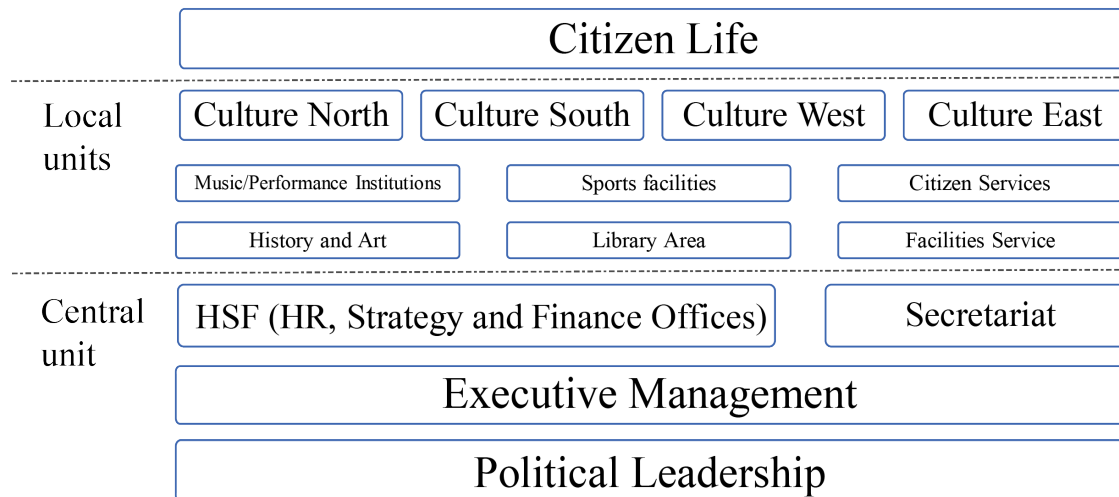 Citizen Life
Local
units
Culture North
Culture South
Culture West
Culture East
Music/Performance Institutions
Sports facilities
Citizen Services
History and Art
Library Area
Facilities Service
Central
unit
HSF (HR, Strategy and Finance Offices)
Secretariat
Executive Management
Political Leadership